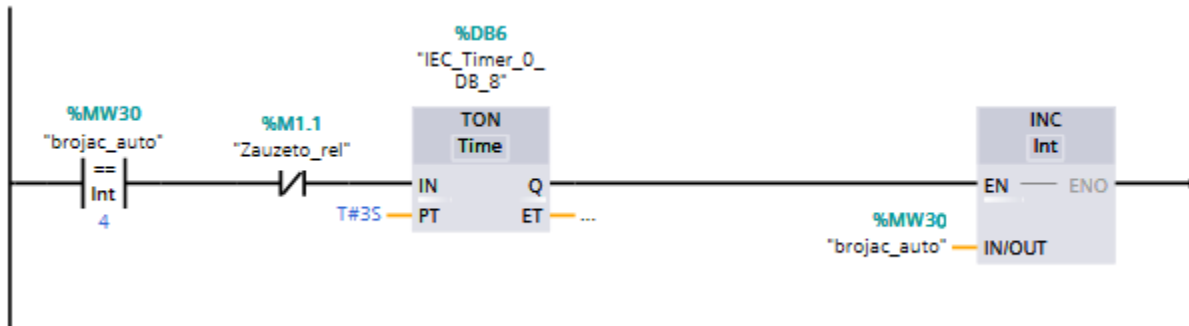 %DB6
"IEC_Timer_0_
DB_8"
%MW30
"brojac_auto"
==
Int
4
%M1.1
"Zauzeto_rel"
TON
Time
IN
Q
T#3S
PT
ET
...
INC
Int
EN
ENO
%MW30
"brojac_auto"
IN/OUT